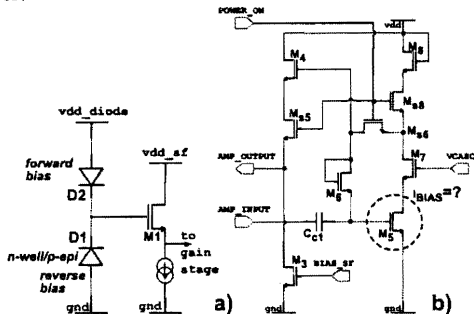 POWER_ON
vdd
M4
M8
vdd_diode
Ms5
Ms8
vdd_sf
Ms6
forward
bias
AMP_OUTPUT
M7
VCASC
D2
M6
IBIAS=?
D1
M1
AMP_INPUT
M5
n-well/p-epi
to
gain
stage
Cc1
reverse
bias
M3
BIAS_SF
gnd
gnd
a)
gnd
gnd
b)